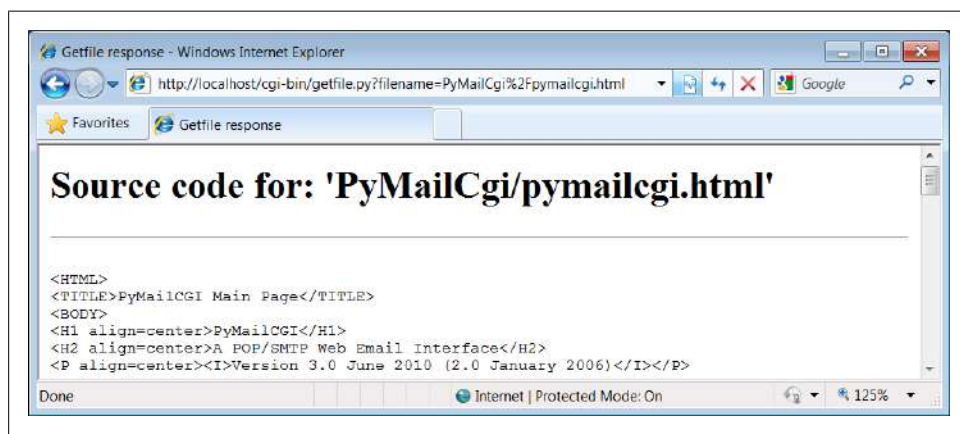 Getfile response - Windows Internet Explorer
http://localhost/cgi-bin/getfile.py?filename=PyMailCgi%2Fpymailcgi.html
Google
Favorites
Getfile response
Source code for: 'PyMailCgi/pymailcgi.html'
<HTML>
<TITLE>PyMailCGI Main Page</TITLE>
<BODY>
<H1 align=center>PyMailCGI</H1>
<H2 align=center>A POP/SMTP Web Email Interface</H2>
<P align=center><I>Version 3.0 June 2010 (2.0 January 2006)</I></P>
Done
Internet | Protected Mode: On
125%